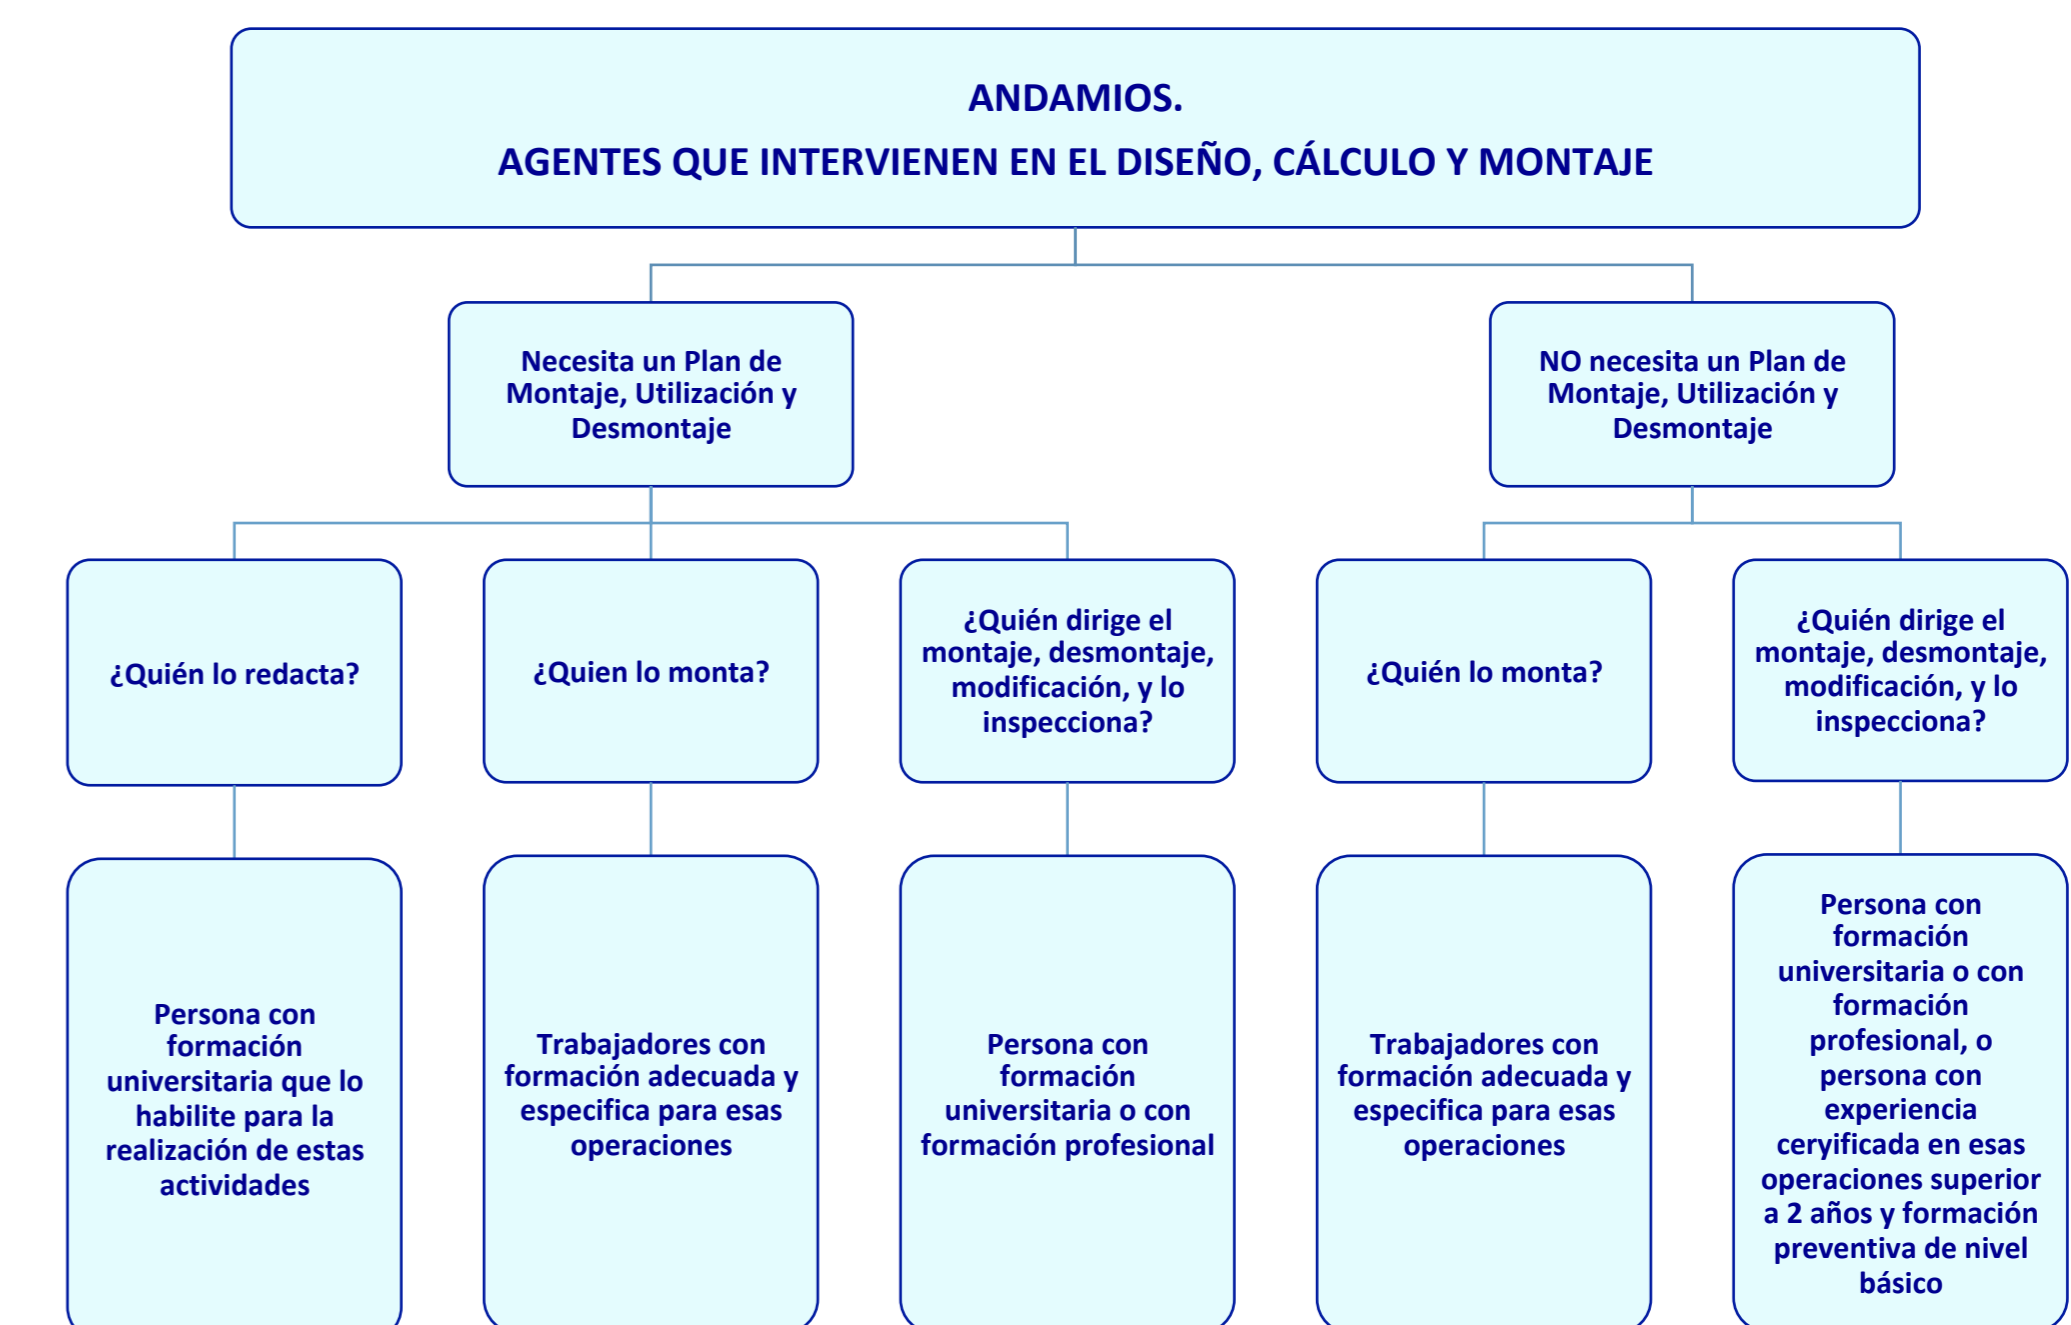 ANDAMIOS.
AGENTES QUE INTERVIENEN EN EL DISEÑO, CÁLCULO Y MONTAJE
Necesita un Plan de
Montaje, Utilización y
Desmontaje
NO necesita un Plan de
Montaje, Utilización y
Desmontaje
¿Quién lo redacta?
¿Quien lo monta?
¿Quién dirige el
montaje, desmontaje,
modificación, y lo
inspecciona?
¿Quién lo monta?
¿Quién dirige el
montaje, desmontaje,
modificación, y lo
inspecciona?
Persona con
formación
universitaria que lo
habilite para la
realización de estas
actividades
Trabajadores con
formación adecuada y
especifica para esas
operaciones
Persona con
formación
universitaria o con
formación profesional
Trabajadores con
formación adecuada y
especifica para esas
operaciones
Persona con
formación
universitaria o con
formación
profesional, o
persona con
experiencia
ceryificada en esas
operaciones superior
a 2 años y formación
preventiva de nivel
básico